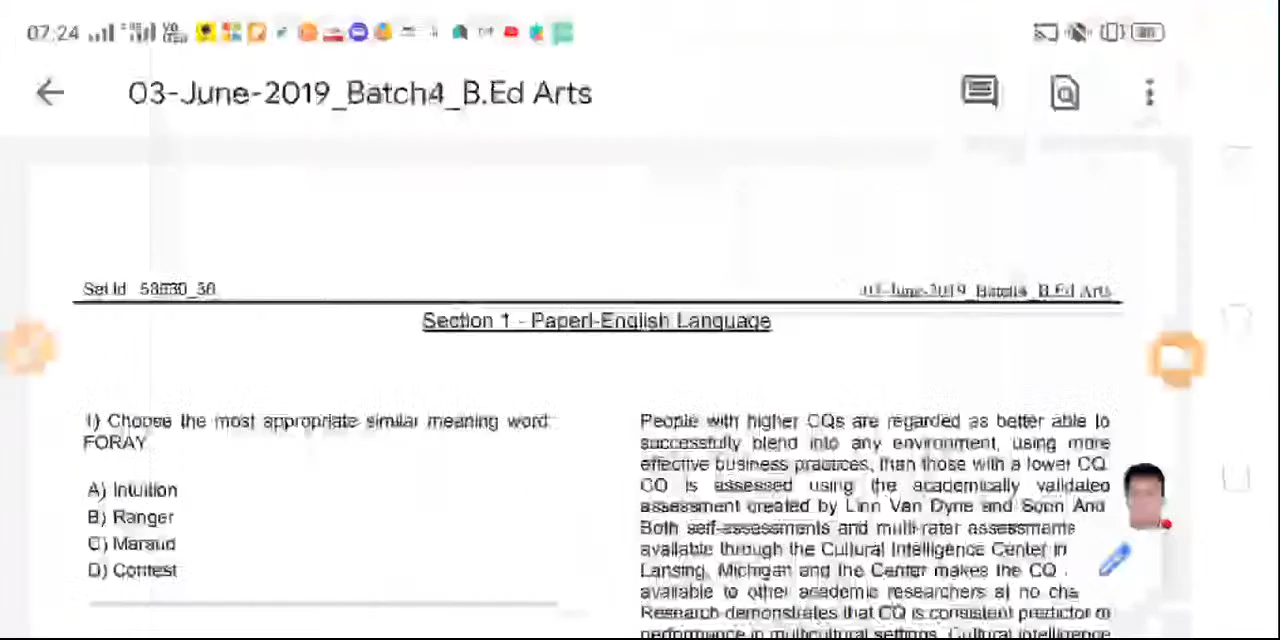 07:24
03-June-2019_Batch4_B.Ed Arts
Set Id
03-June-2019_Batch4_B.Ed Arts
Section 1 - PaperI-English Language
1) Choose the most appropriate similar meaning word:
FORAY
A) Intuition
B) Ranger
C) Maraud
D) Contest
People with higher CQs are regarded as better able to
successfully blend into any environment, using more
effective business practices, than those with a lower CQ.
CQ is assessed using the academically validated
assessment created by Linn Van Dyne and Soon
Both self-assessments and multi-rater assessments
available through the Cultural Intelligence Center in
Lansing, Michigan and the Center makes the CQ
available to other academic researchers at no
Research demonstrates that CQ is consistent predictor of
performance in multicultural settings. Cultural intelligence